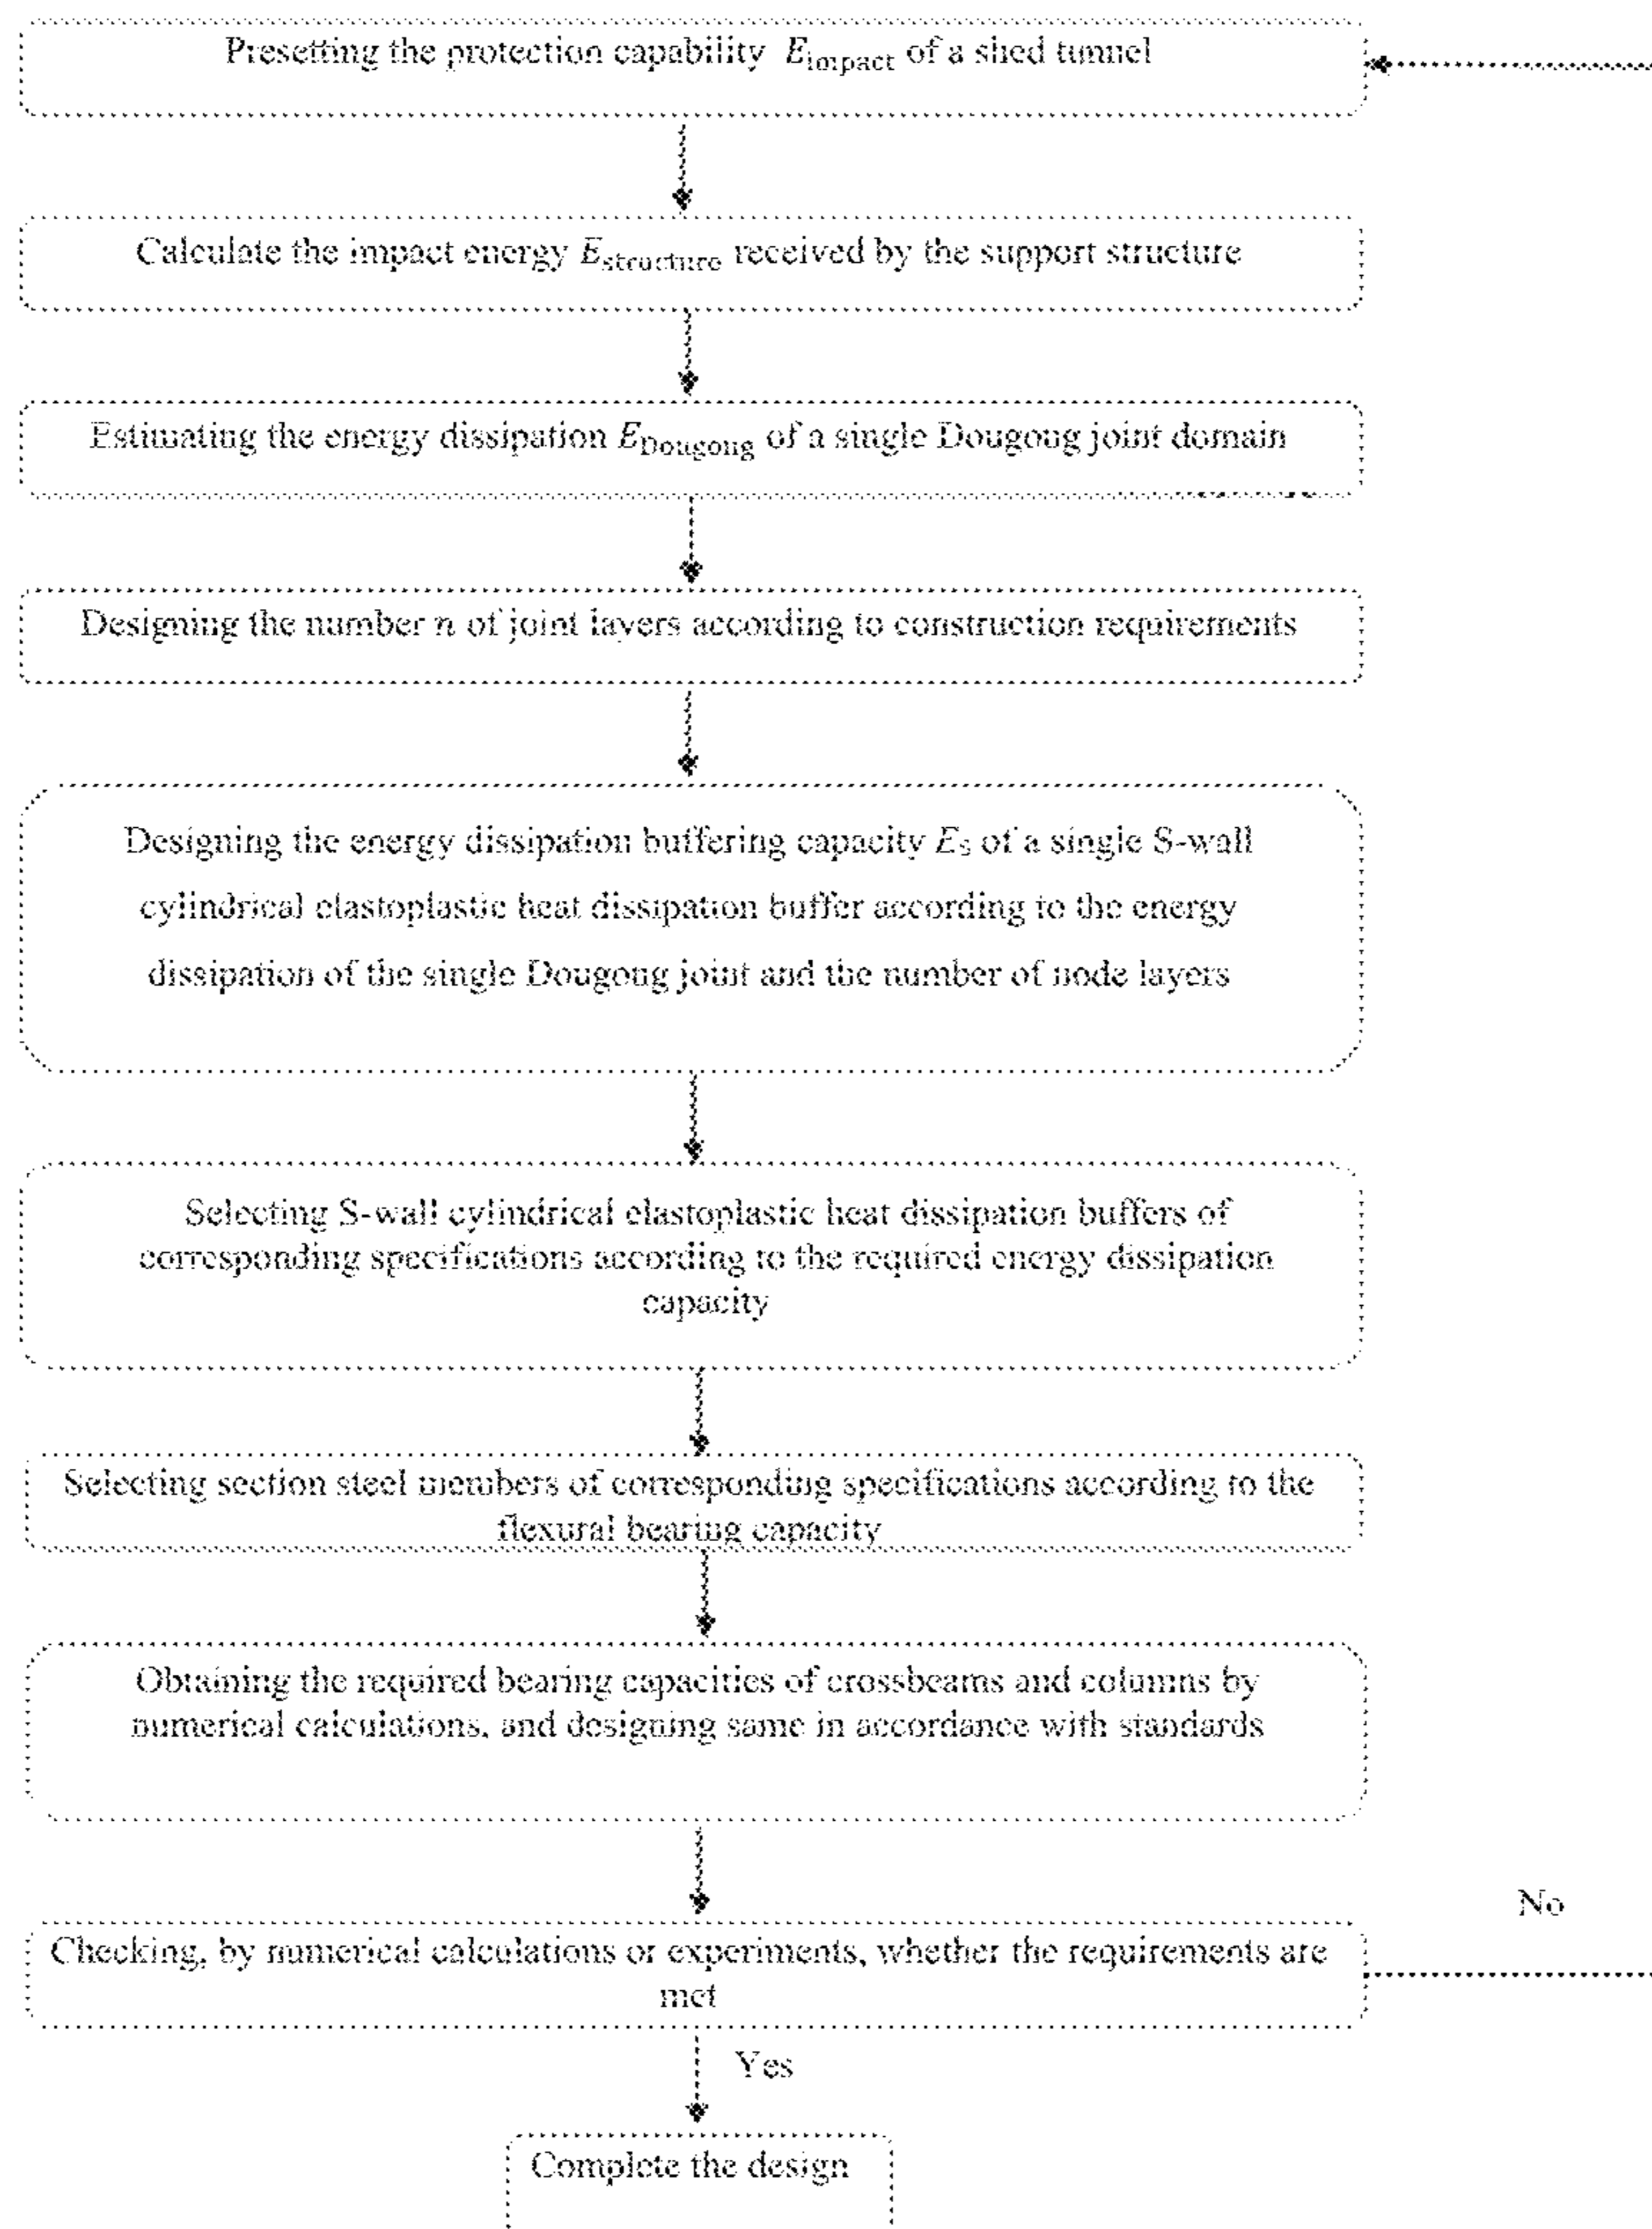 Presetting the protection capability E_impact of a shed tunnel
Calculate the impact energy E_structure received by the support structure
Estimating the energy dissipation E_Dougong of a single Dougong joint domain
Designing the number n of joint layers according to construction requirements
Designing the energy dissipation buffering capacity E_S of a single S-wall
cylindrical elastoplastic heat dissipation buffer according to the energy
dissipation of the single Dougong joint and the number of node layers
Selecting S-wall cylindrical elastoplastic heat dissipation buffers of
corresponding specifications according to the required energy dissipation
capacity
Selecting section steel members of corresponding specifications according to the
flexural bearing capacity
Obtaining the required bearing capacities of crossbeams and columns by
numerical calculations, and designing same in accordance with standards
No
Checking, by numerical calculations or experiments, whether the requirements are
met
Yes
Complete the design